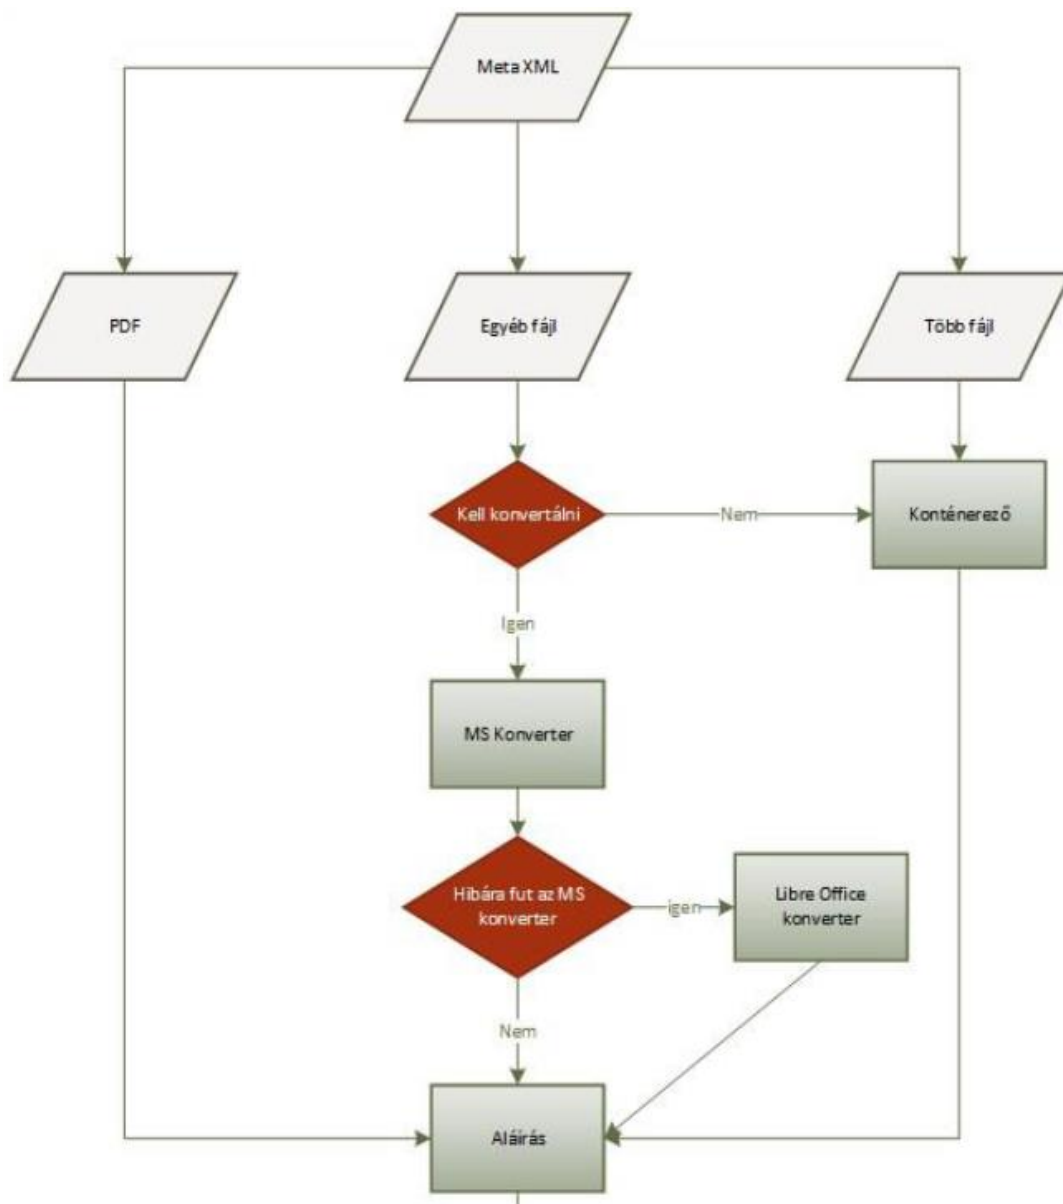 Meta XML
PDF
Egyéb fájl
Több fájl
Kell konvertálni
Nem
Konténerező
Igen
MS Konverter
Hibára fut az MS
konverter
igen
Libre Office
konverter
Nem
Aláírás